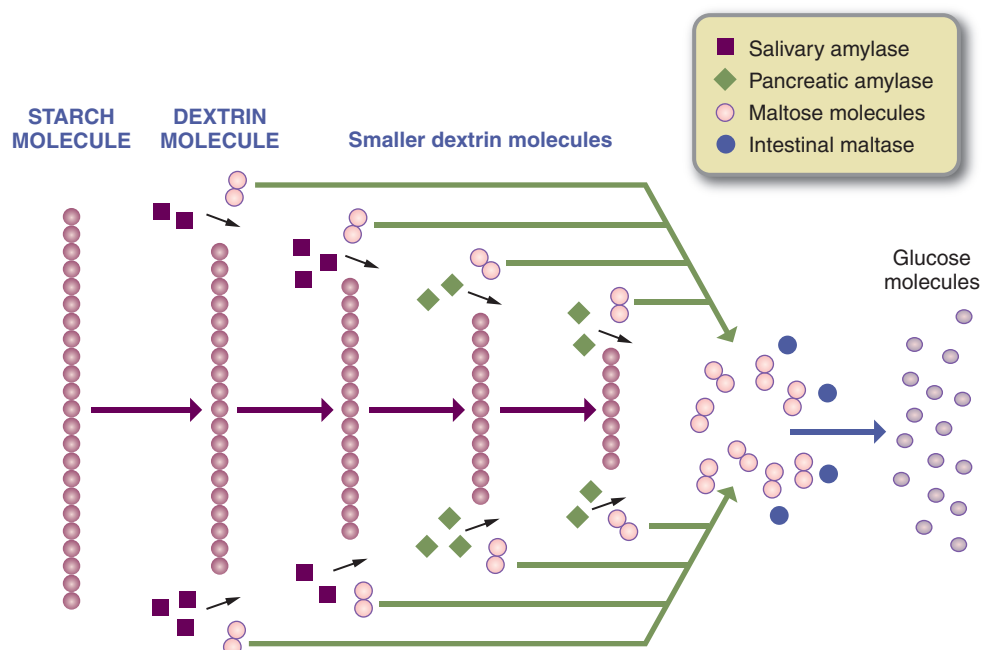 Salivary amylase
Pancreatic amylase
Maltose molecules
Intestinal maltase
STARCH
MOLECULE
DEXTRIN
MOLECULE
Smaller dextrin molecules
Glucose
molecules